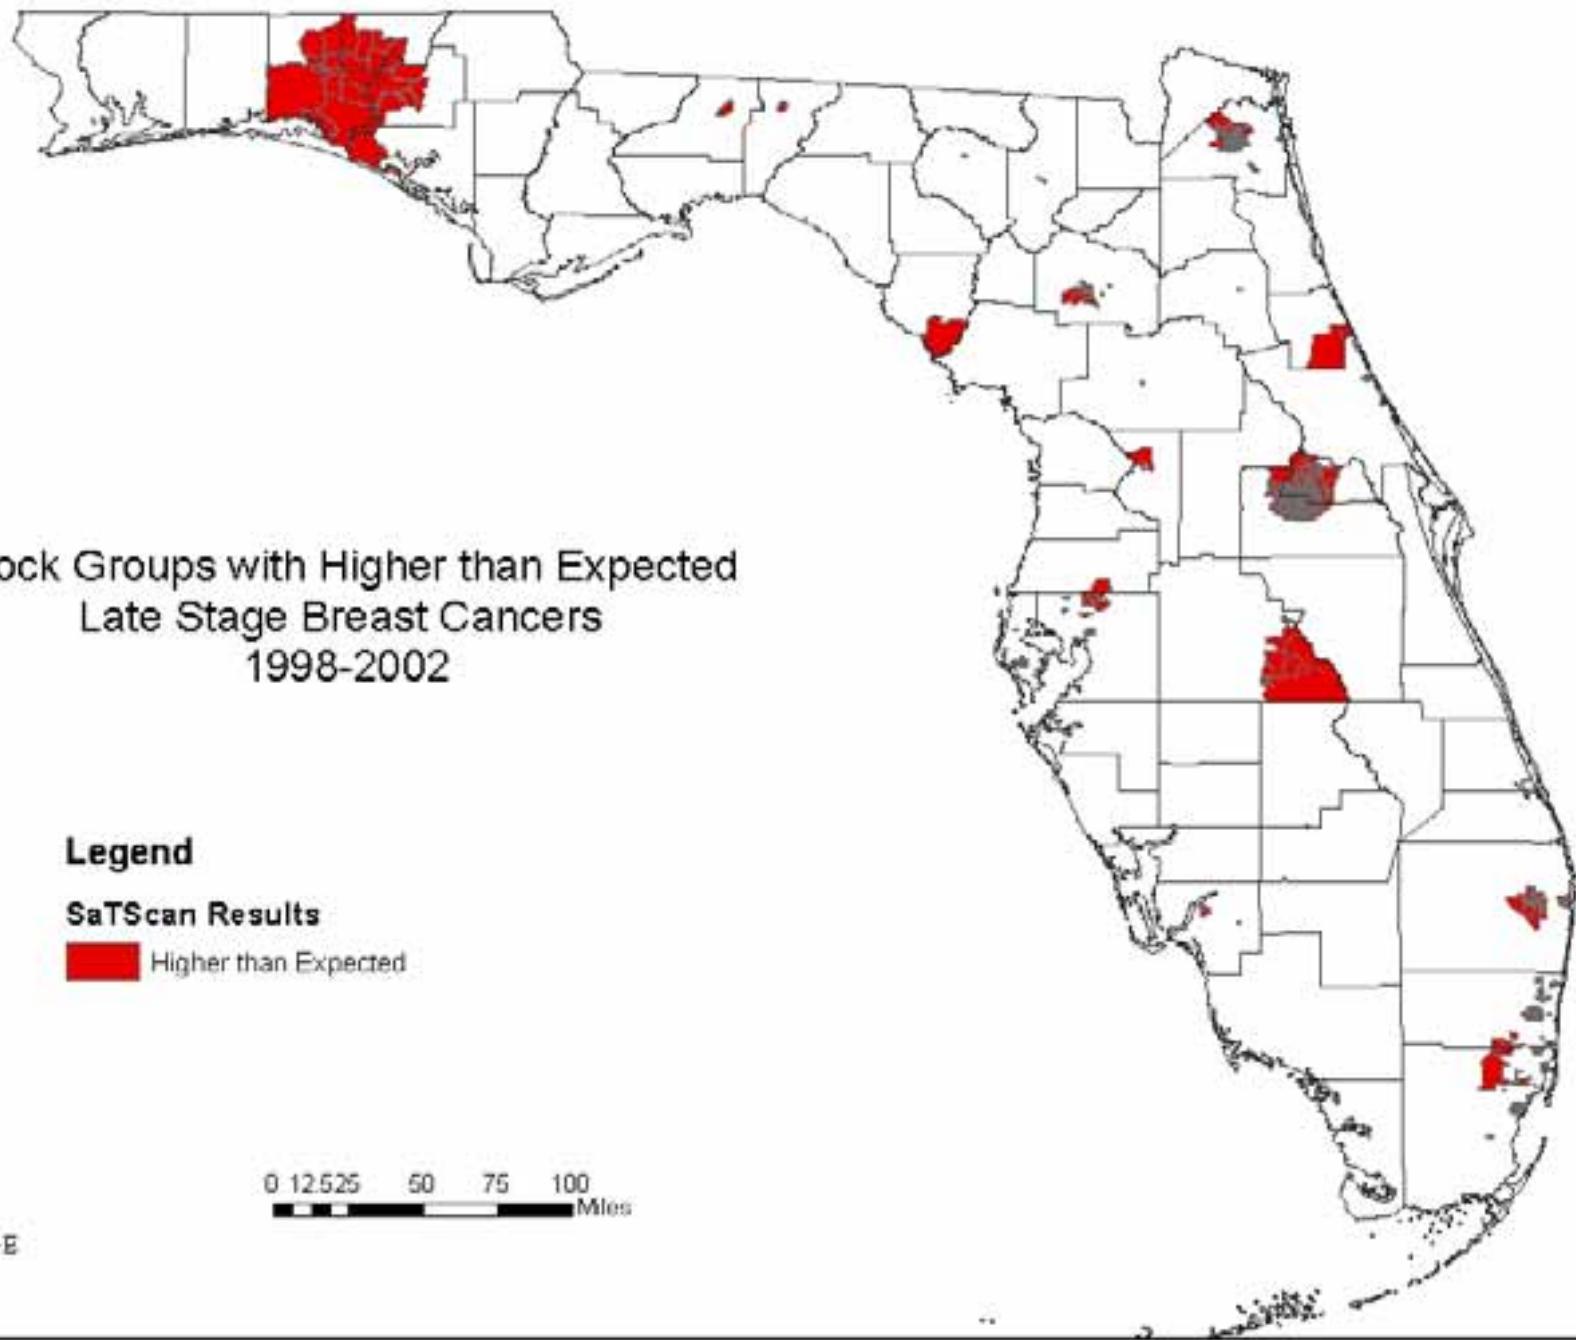 ock Groups with Higher than Expected
Late Stage Breast Cancers
1998-2002
Legend
SaTScan Results
Higher than Expected
0 12.525 50 75 100
Miles
E